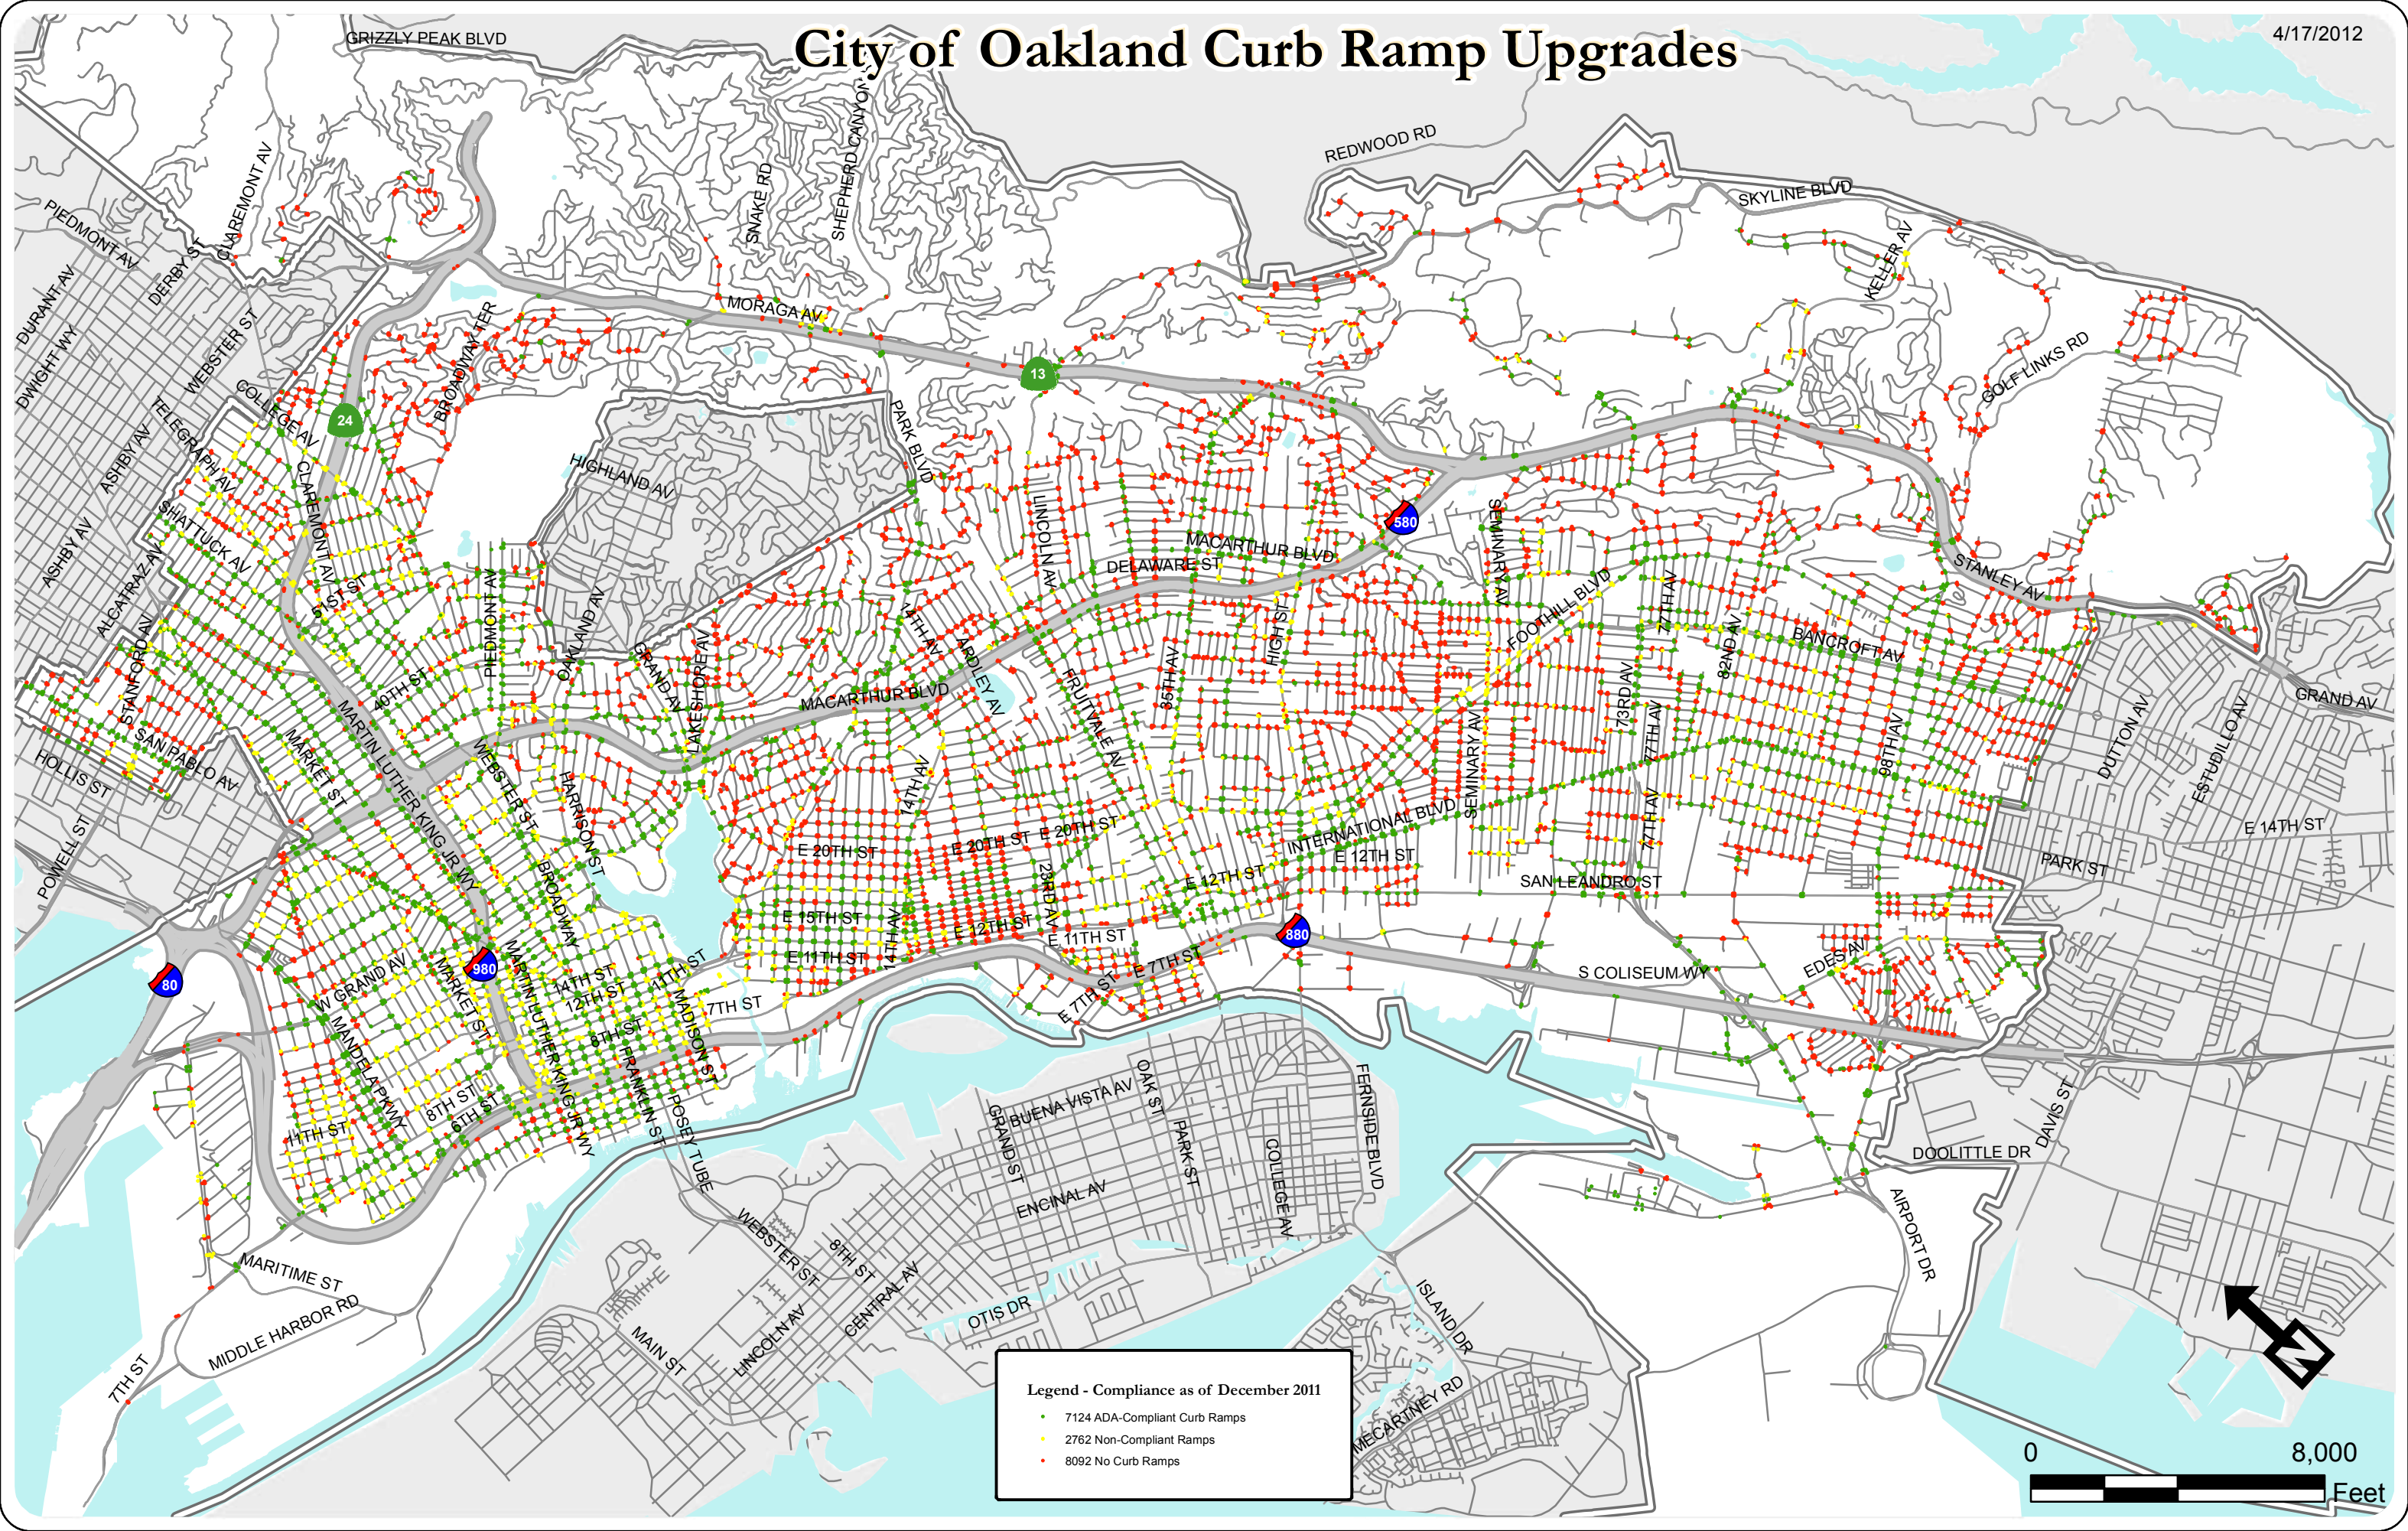 City of Oakland Curb Ramp Upgrades
4/17/2012
GRIZZLY PEAK BLVD
REDWOOD RD
SKYLINE BLVD
CLAREMONT AV
SNAKE RD
SHEPHERD CANYON
KELLER AV
PIEDMONT AV
DERBY ST
DURANT AV
DWIGHT WY
WEBSTER ST
MORAGA AV
BROADWAY TER
GOLF LINKS RD
13
24
COLLEGE AV
TELEGRAPH AV
ASHBY AV
PARK BLVD
HIGHLAND AV
CLAREMONT AV
SHATTUCK AV
LINCOLN AV
580
SEMINARY AV
MACARTHUR BLVD
DELAWARE ST
ASHBY AV
ALCATRAZ AV
51ST ST
PIEDMONT AV
OAKLAND AV
STANLEY AV
FOOTHILL BLVD
77TH AV
14TH AV
HIGH ST
82ND AV
BANCROFT AV
STANFORD AV
GRAND AV
LAKESHORE AV
ARDLEY AV
35TH AV
FRUITVALE AV
73RD AV
40TH ST
MACARTHUR BLVD
GRAND AV
DUTTON AV
ESTUDILLO AV
HOLLIS ST
SAN PABLO AV
MARKET ST
MARTIN LUTHER KING JR WY
WEBSTER ST
HARRISON ST
14TH AV
SEMINARY AV
77TH AV
98TH AV
POWELL ST
BROADWAY
E 20TH ST
E 20TH ST
E 20TH ST
INTERNATIONAL BLVD
E 12TH ST
77TH AV
E 14TH ST
PARK ST
23RD AV
E 12TH ST
SAN LEANDRO ST
E 15TH ST
14TH AV
E 12TH ST
E 11TH ST
880
80
980
W GRAND AV
MARKET ST
MARTIN LUTHER KING JR WY
14TH ST
12TH ST
11TH ST
E 11TH ST
E 7TH ST
E 7TH ST
S COLISEUM WY
EDES AV
7TH ST
MADISON ST
8TH ST
FRANKLIN ST
MANDELA PKWY
8TH ST
6TH ST
11TH ST
POSEY TUBE
GRAND ST
BUENA VISTA AV
OAK ST
PARK ST
FERNSIDE BLVD
COLLEGE AV
ENCINAL AV
DAVIS ST
DOOLITTLE DR
AIRPORT DR
MARITIME ST
MIDDLE HARBOR RD
7TH ST
WEBSTER ST
8TH ST
CENTRAL AV
LINCOLN AV
MAIN ST
OTIS DR
ISLAND DR
MECARTNEY RD
Legend - Compliance as of December 2011
7124 ADA-Compliant Curb Ramps
2762 Non-Compliant Ramps
8092 No Curb Ramps
N
0 8,000
Feet